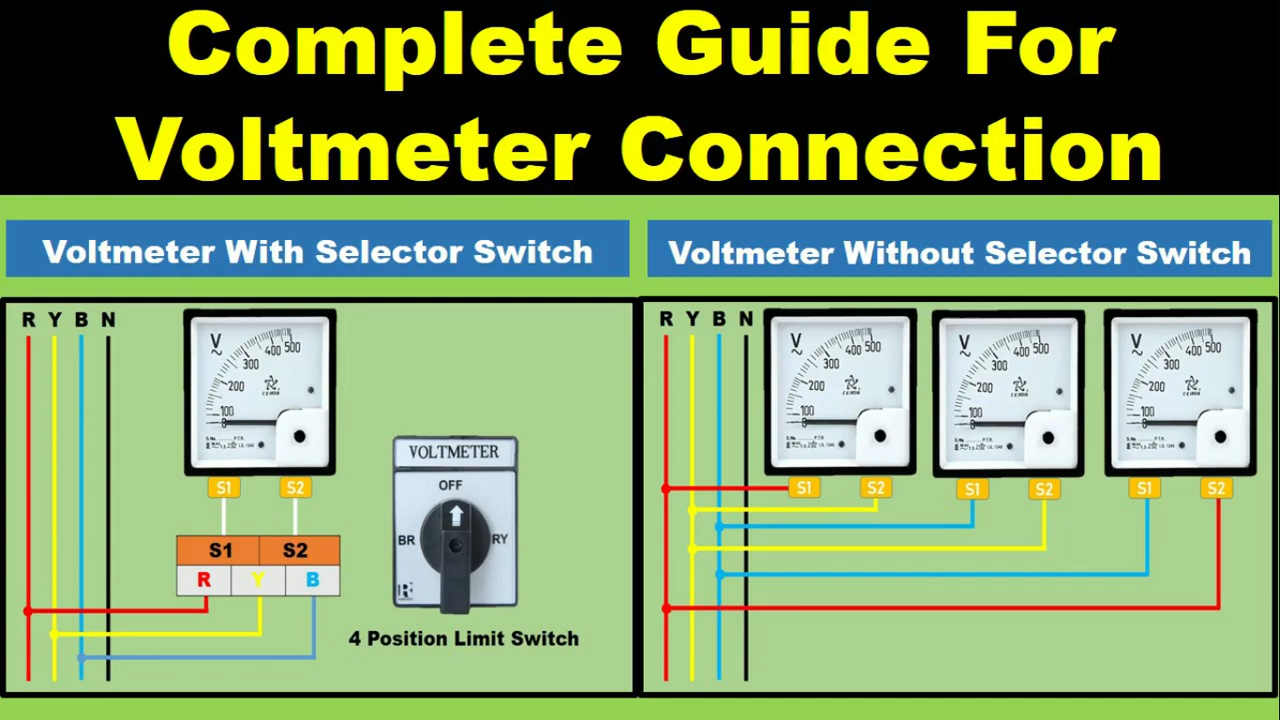 Complete Guide For
Voltmeter Connection
Voltmeter With Selector Switch
R Y B N
V
100
200
300
400
500
0
S1 S2
S1 S2
R Y B
VOLTMETER
OFF
BR RY
4 Position Limit Switch
Voltmeter Without Selector Switch
R Y B N
V
100
200
300
400
500
0
S1 S2
V
100
200
300
400
500
0
S1 S2
V
100
200
300
400
500
0
S1 S2